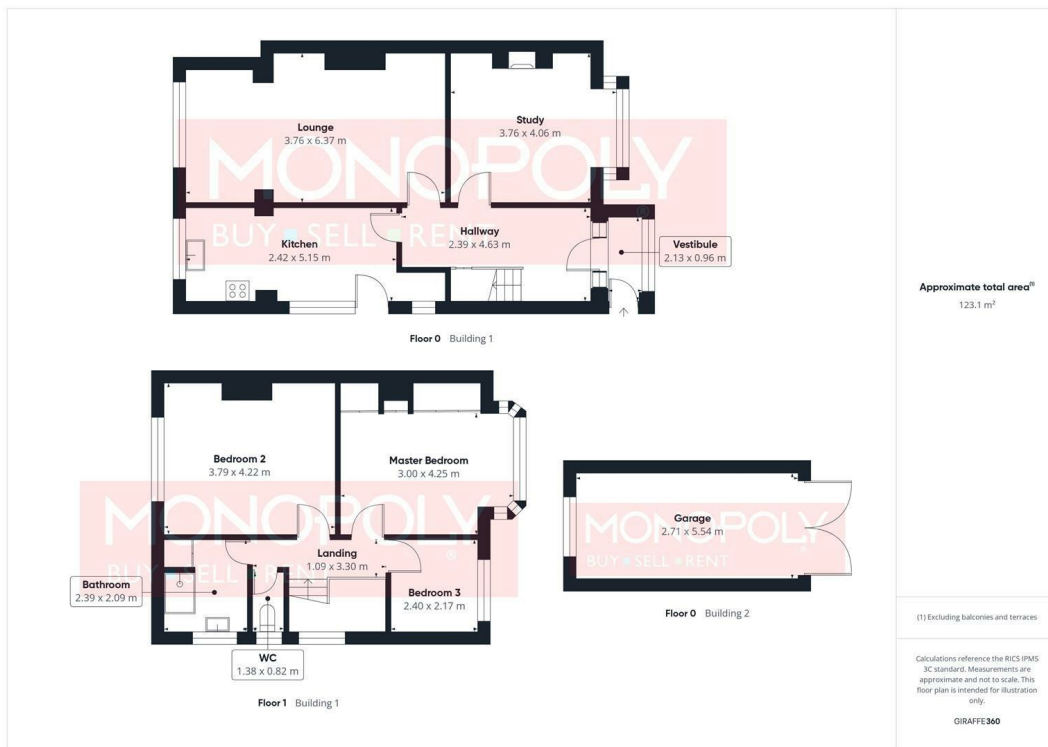 Lounge
3.76 x 6.37 m
Study
3.76 x 4.06 m
MONOPOLY
BUY SELL RENT
Kitchen
2.42 x 5.15 m
Hallway
2.39 x 4.63 m
Vestibule
2.13 x 0.96 m
Floor 0 Building 1
Bedroom 2
3.79 x 4.22 m
Master Bedroom
3.00 x 4.25 m
MONOPOLY
®
BUY SELL RENT
Landing
1.09 x 3.30 m
Bathroom
2.39 x 2.09 m
Bedroom 3
2.40 x 2.17 m
WC
1.38 x 0.82 m
Floor 1 Building 1
MONOPOLY
®
Garage
2.71 x 5.54 m
BUY SELL RENT
Floor 0 Building 2
Approximate total area(1)
123.1 m²
(1) Excluding balconies and terraces
Calculations reference the RICS IPMS
3C standard. Measurements are
approximate and not to scale. This
floor plan is intended for illustration
only.
GIRAFFE360